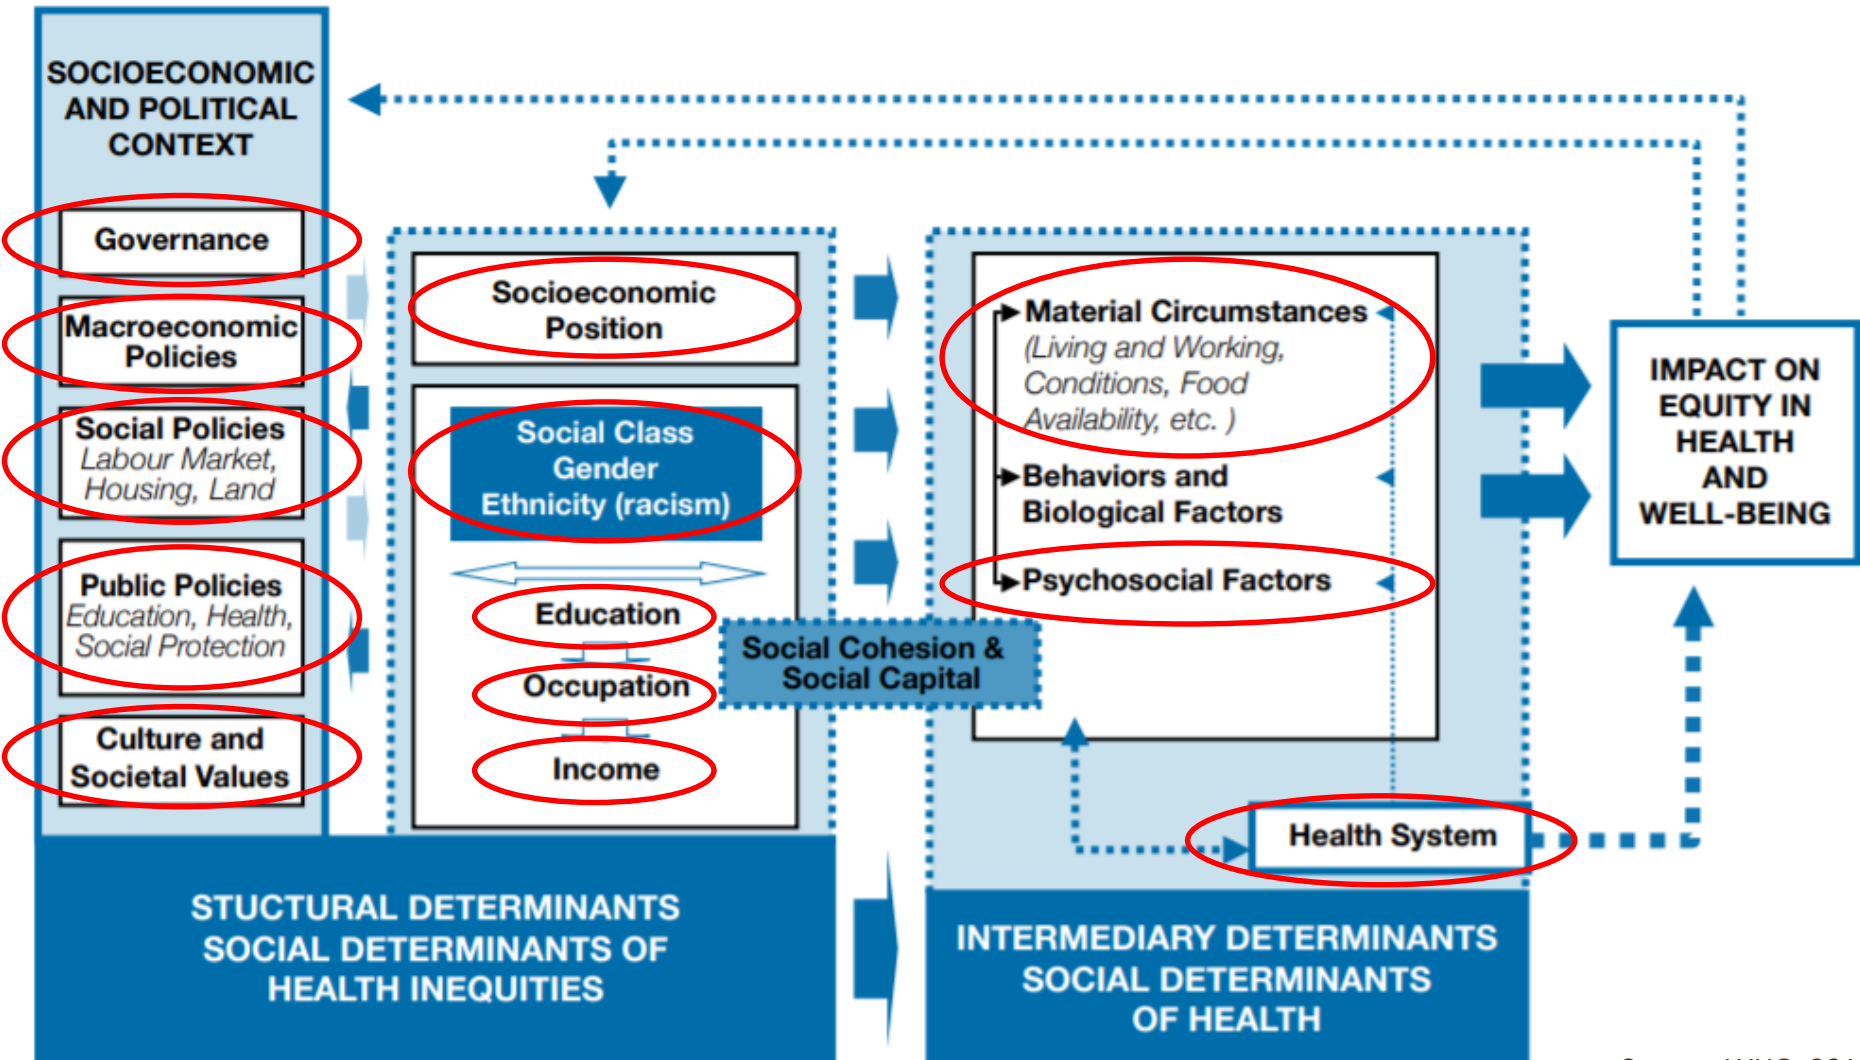 SOCIOECONOMIC
AND POLITICAL
CONTEXT
Governance
Macroeconomic
Policies
Social Policies
Labour Market,
Housing, Land
Public Policies
Education, Health,
Social Protection
Culture and
Societal Values
Socioeconomic
Position
Social Class
Gender
Ethnicity (racism)
Education
Occupation
Income
Social Cohesion &
Social Capital
Material Circumstances
(Living and Working,
Conditions, Food
Availability, etc. )
Behaviors and
Biological Factors
Psychosocial Factors
Health System
IMPACT ON
EQUITY IN
HEALTH
AND
WELL-BEING
STUCTURAL DETERMINANTS
SOCIAL DETERMINANTS OF
HEALTH INEQUITIES
INTERMEDIARY DETERMINANTS
SOCIAL DETERMINANTS
OF HEALTH